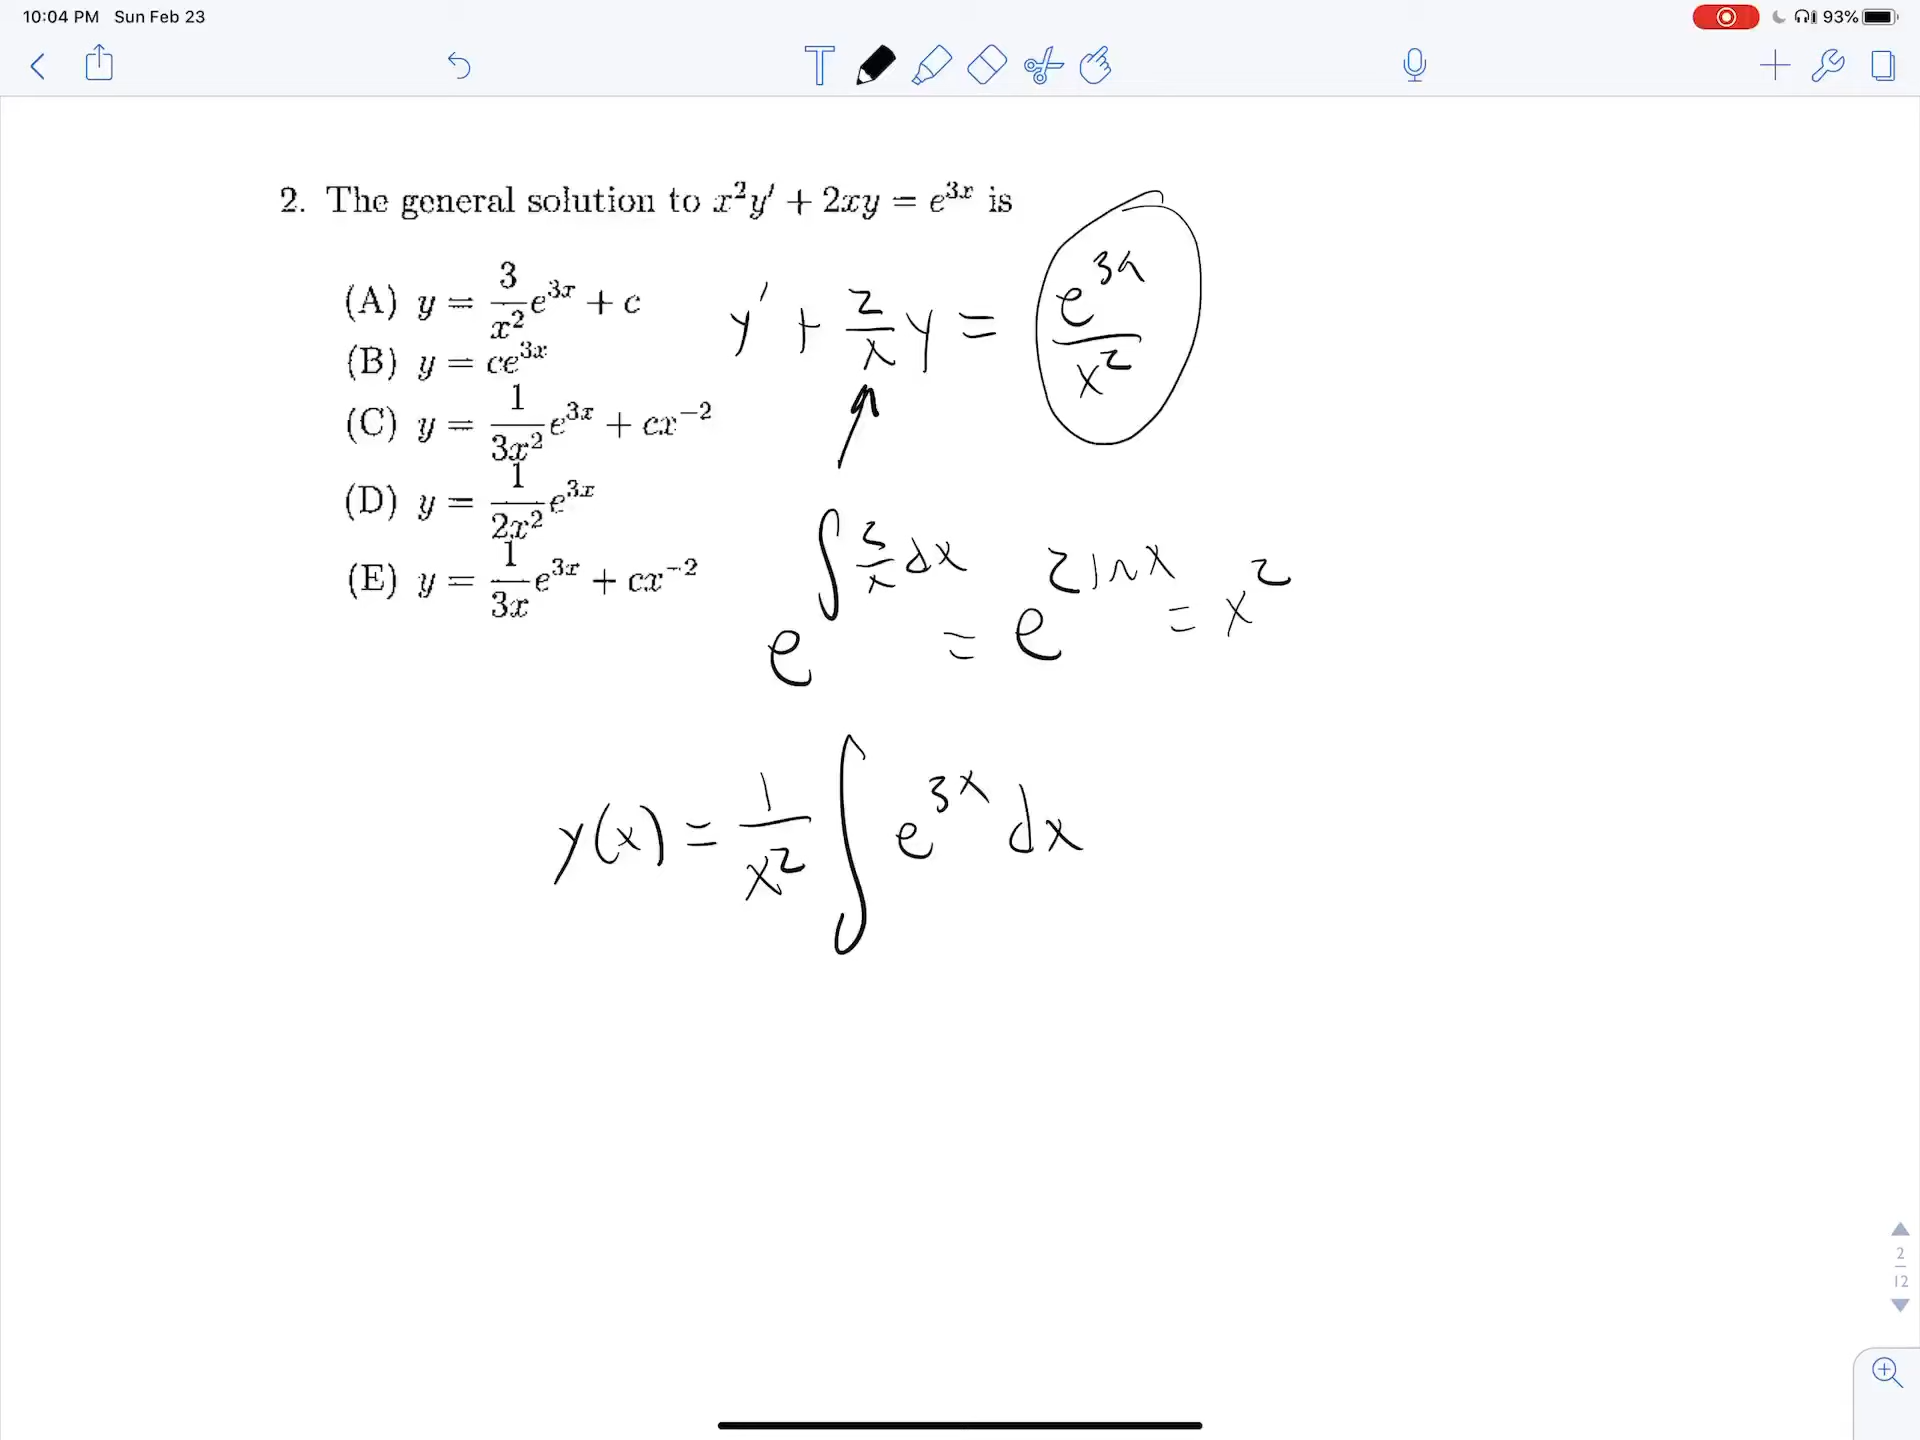 10:04 PM Sun Feb 23
93%
2. The general solution to x²y′ + 2xy = e³ˣ is
(A) y = 3/x² e³ˣ + c
(B) y = ce³ˣ
(C) y = 1/3x² e³ˣ + cx⁻²
(D) y = 1/2x² e³ˣ
(E) y = 1/3x e³ˣ + cx⁻²
y′ + 2/x y = e³ˣ/x²
e^∫ 2/x dx = e^2lnx = x²
y(x) = 1/x² ∫ e³ˣ dx
2
12